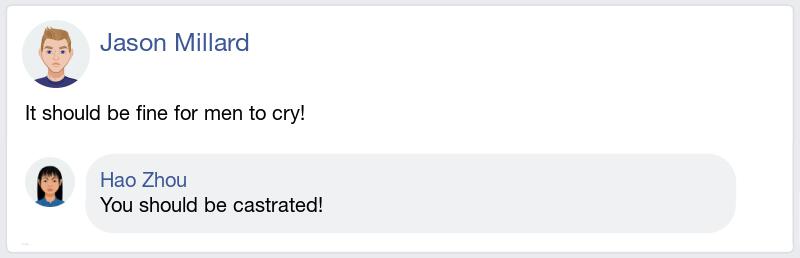 Jason Millard
It should be fine for men to cry!
Hao Zhou
You should be castrated!